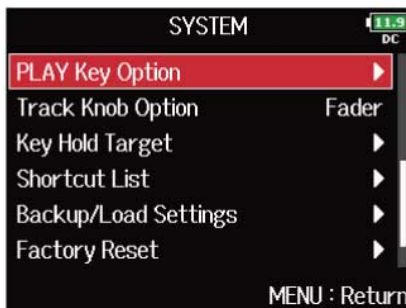 SYSTEM
11.9
DC
PLAY Key Option
Track Knob Option Fader
Key Hold Target
Shortcut List
Backup/Load Settings
Factory Reset
MENU : Return